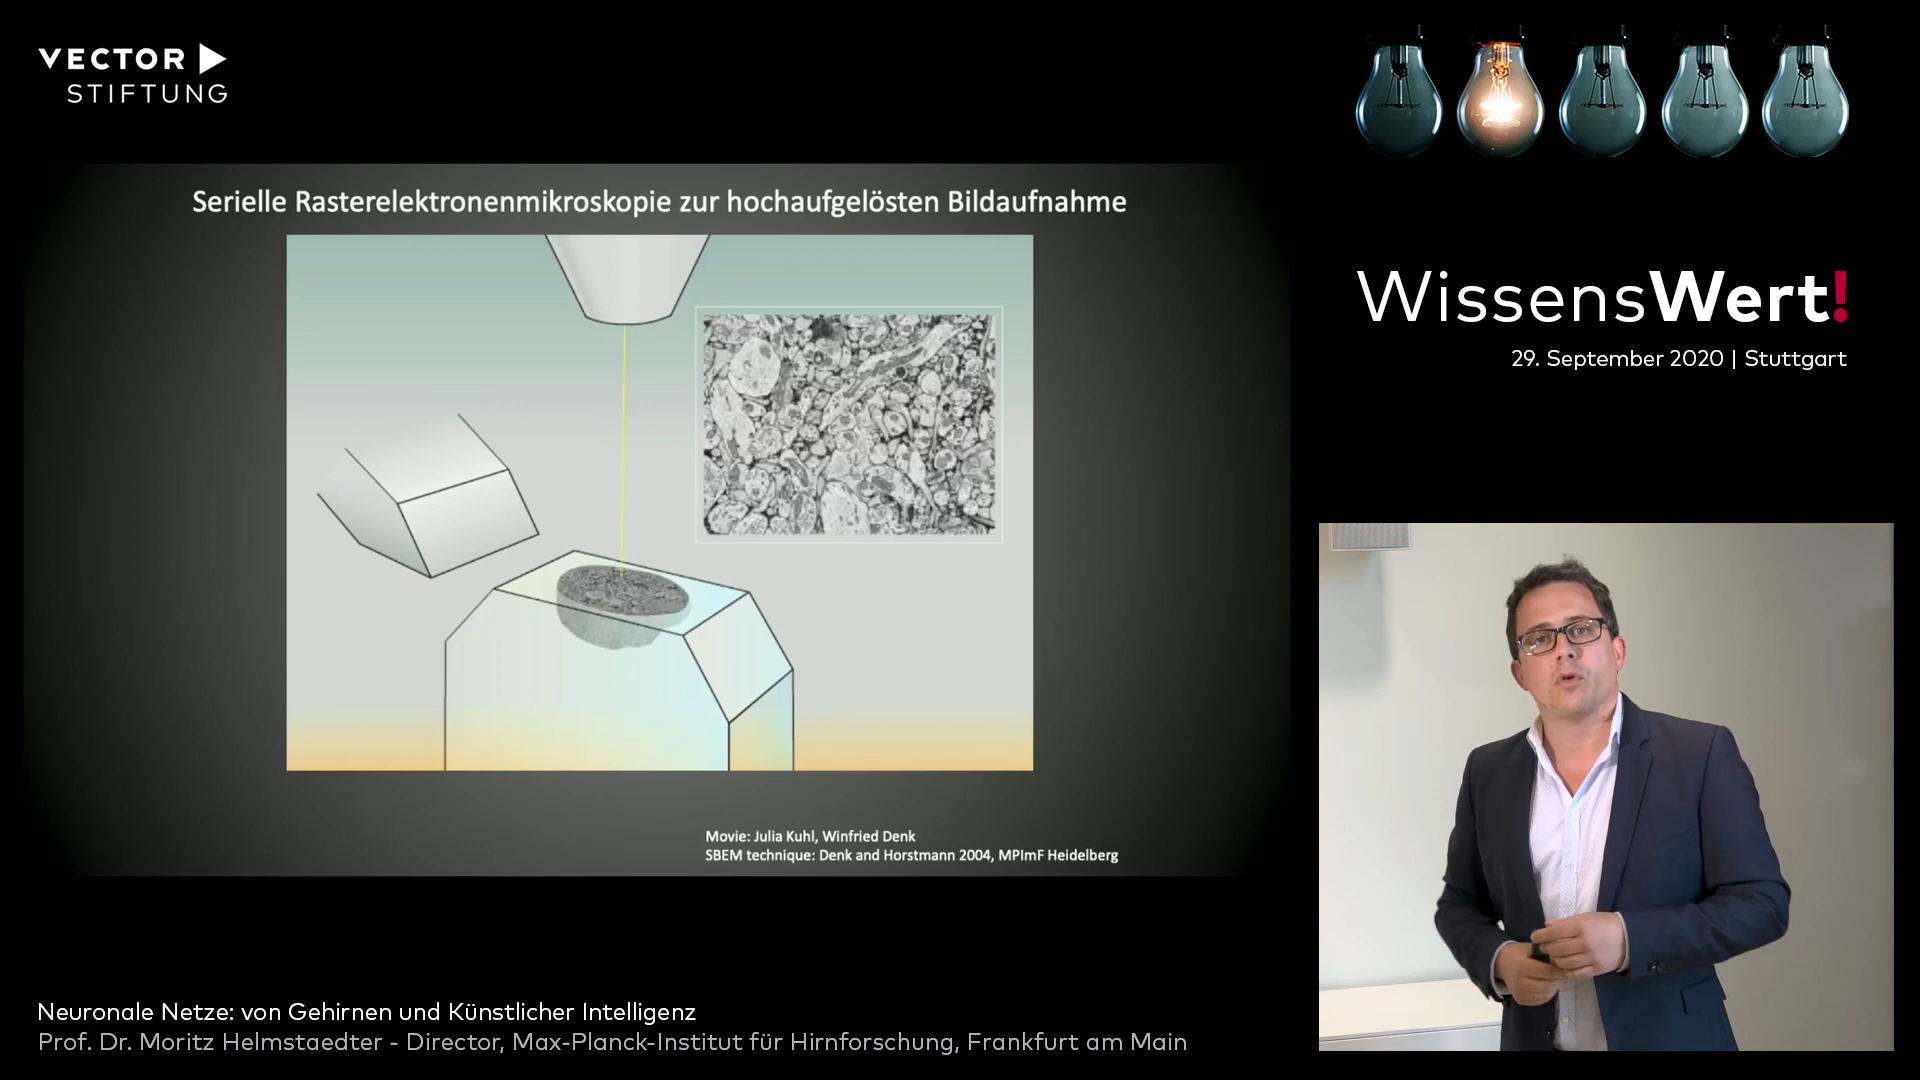 VECTOR
STIFTUNG
Serielle Rasterelektronenmikroskopie zur hochaufgelösten Bildaufnahme
WissensWert!
29. September 2020 | Stuttgart
Movie: Julia Kuhl, Winfried Denk
SBEM technique: Denk and Horstmann 2004, MPImF Heidelberg
Neuronale Netze: von Gehirnen und Künstlicher Intelligenz
Prof. Dr. Moritz Helmstaedter - Director, Max-Planck-Institut für Hirnforschung, Frankfurt am Main